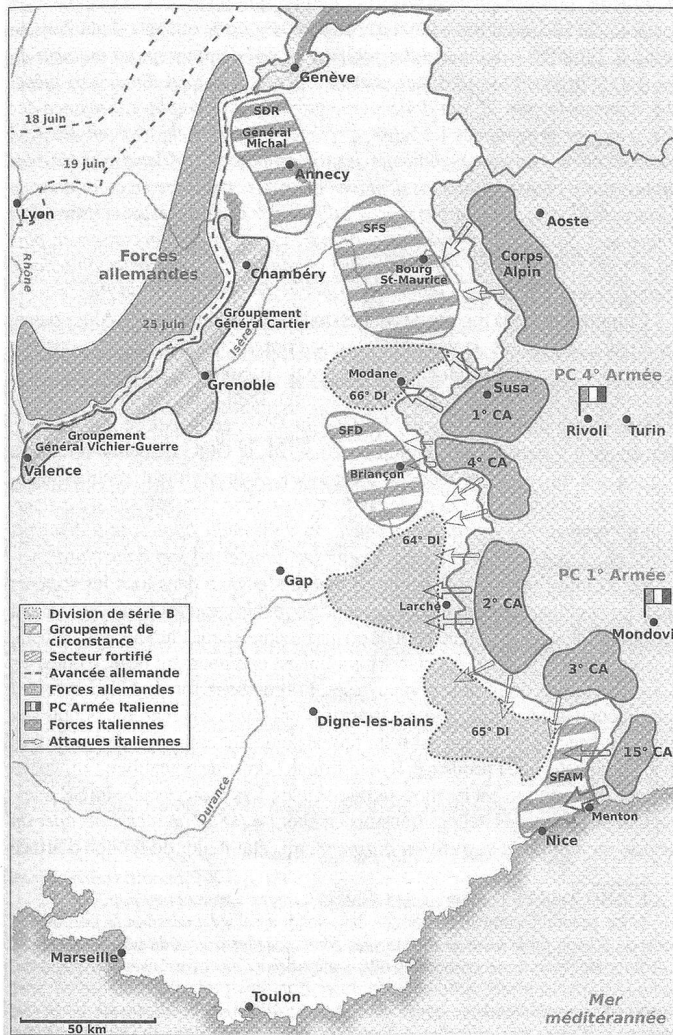 Genève
18 juin
SDR
Général
Michal
19 juin
Annecy
Lyon
Aoste
SFS
Rhône
Forces
allemandes
Chambéry
Bourg
St-Maurice
Corps
Alpin
Groupement
Général Cartier
25 juin
Isère
Modane
66° DI
Grenoble
Susa
PC 4° Armée
1° CA
Rivoli
Turin
Groupement
Général Vichier-Guerre
Valence
SFD
Briançon
4° CA
64° DI
Gap
PC 1° Armée
Larche
2° CA
Mondovi
Division de série B
Groupement de
circonstance
Secteur fortifié
Avancée allemande
Forces allemandes
PC Armée Italienne
Forces italiennes
Attaques italiennes
3° CA
Digne-les-bains
65° DI
15° CA
SFAM
Durance
Menton
Nice
Marseille
Toulon
Mer
méditérannée
50 km